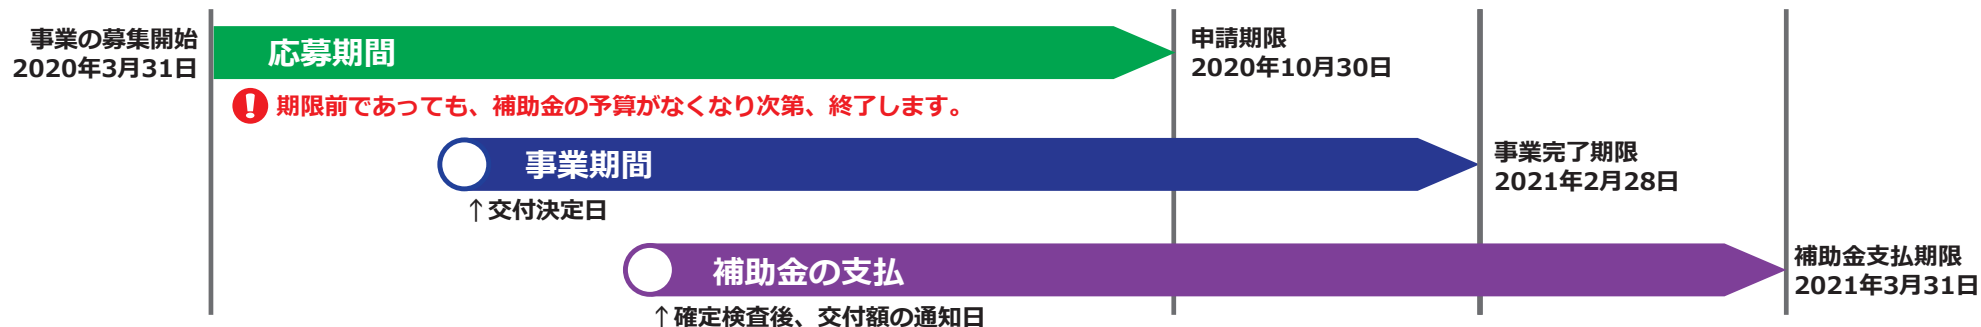 事業の募集開始
2020年3月31日
応募期間
申請期限
2020年10月30日
! 期限前であっても、補助金の予算がなくなり次第、終了します。
事業期間
事業完了期限
2021年2月28日
↑交付決定日
補助金の支払
補助金支払期限
2021年3月31日
↑確定検査後、交付額の通知日